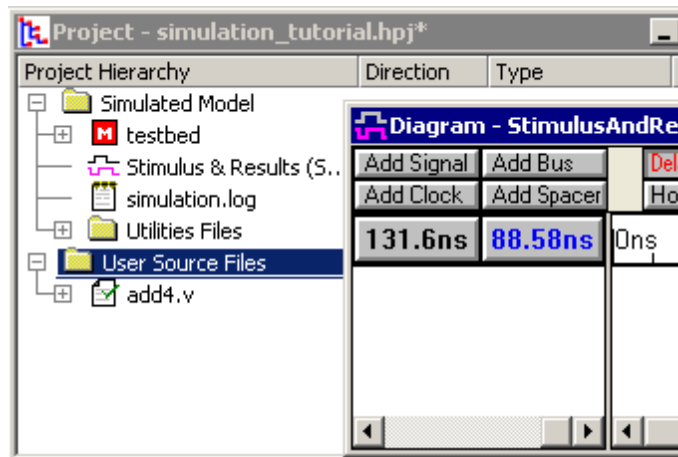 Project - simulation_tutorial.hpj*
Project Hierarchy Direction Type
Simulated Model
M testbed
Stimulus & Results (S..
simulation.log
Utilities Files
User Source Files
add4.v
Diagram - StimulusAndRe
Add Signal Add Bus Del
Add Clock Add Spacer Ho
131.6ns 88.58ns 0ns